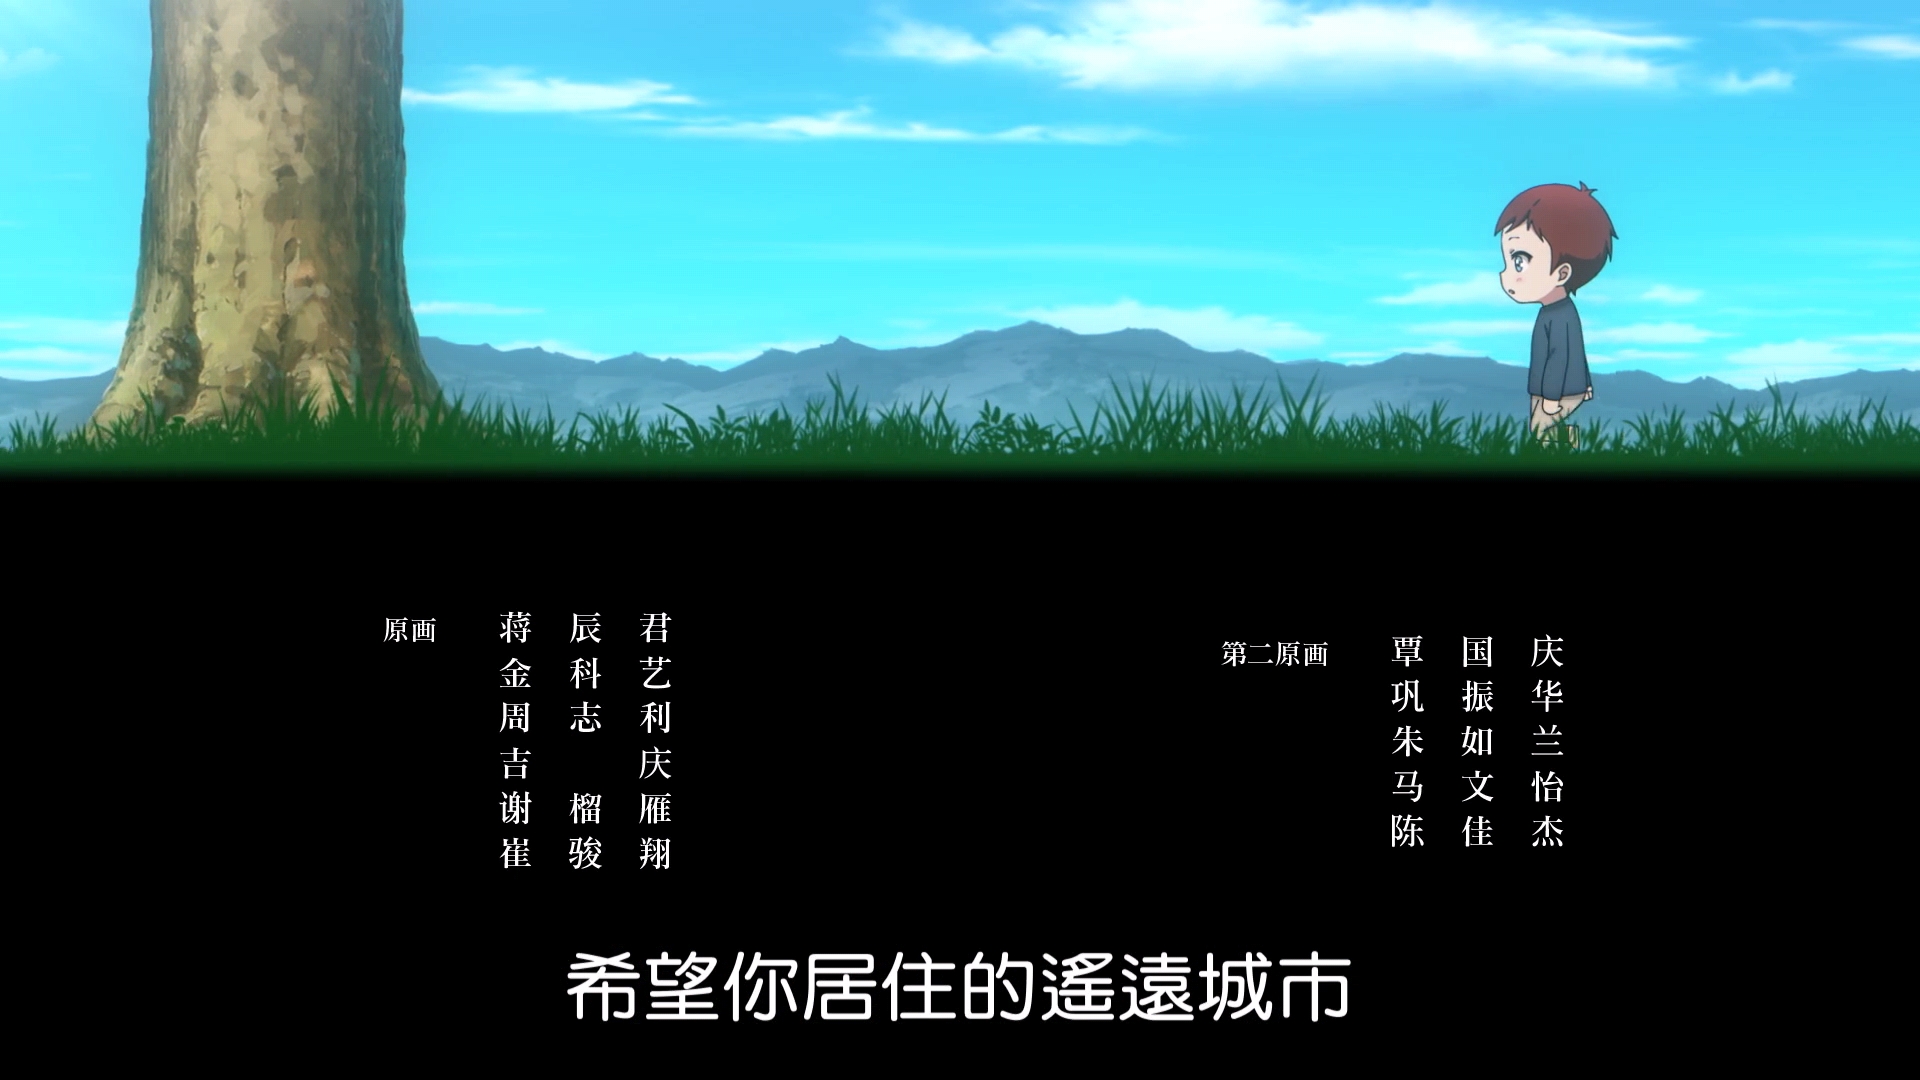 原画
蒋辰君
金科艺
周志利
吉 庆
谢榴雁
崔骏翔
第二原画
覃国庆
巩振华
朱如兰
马文怡
陈佳杰
希望你居住的遙遠城市